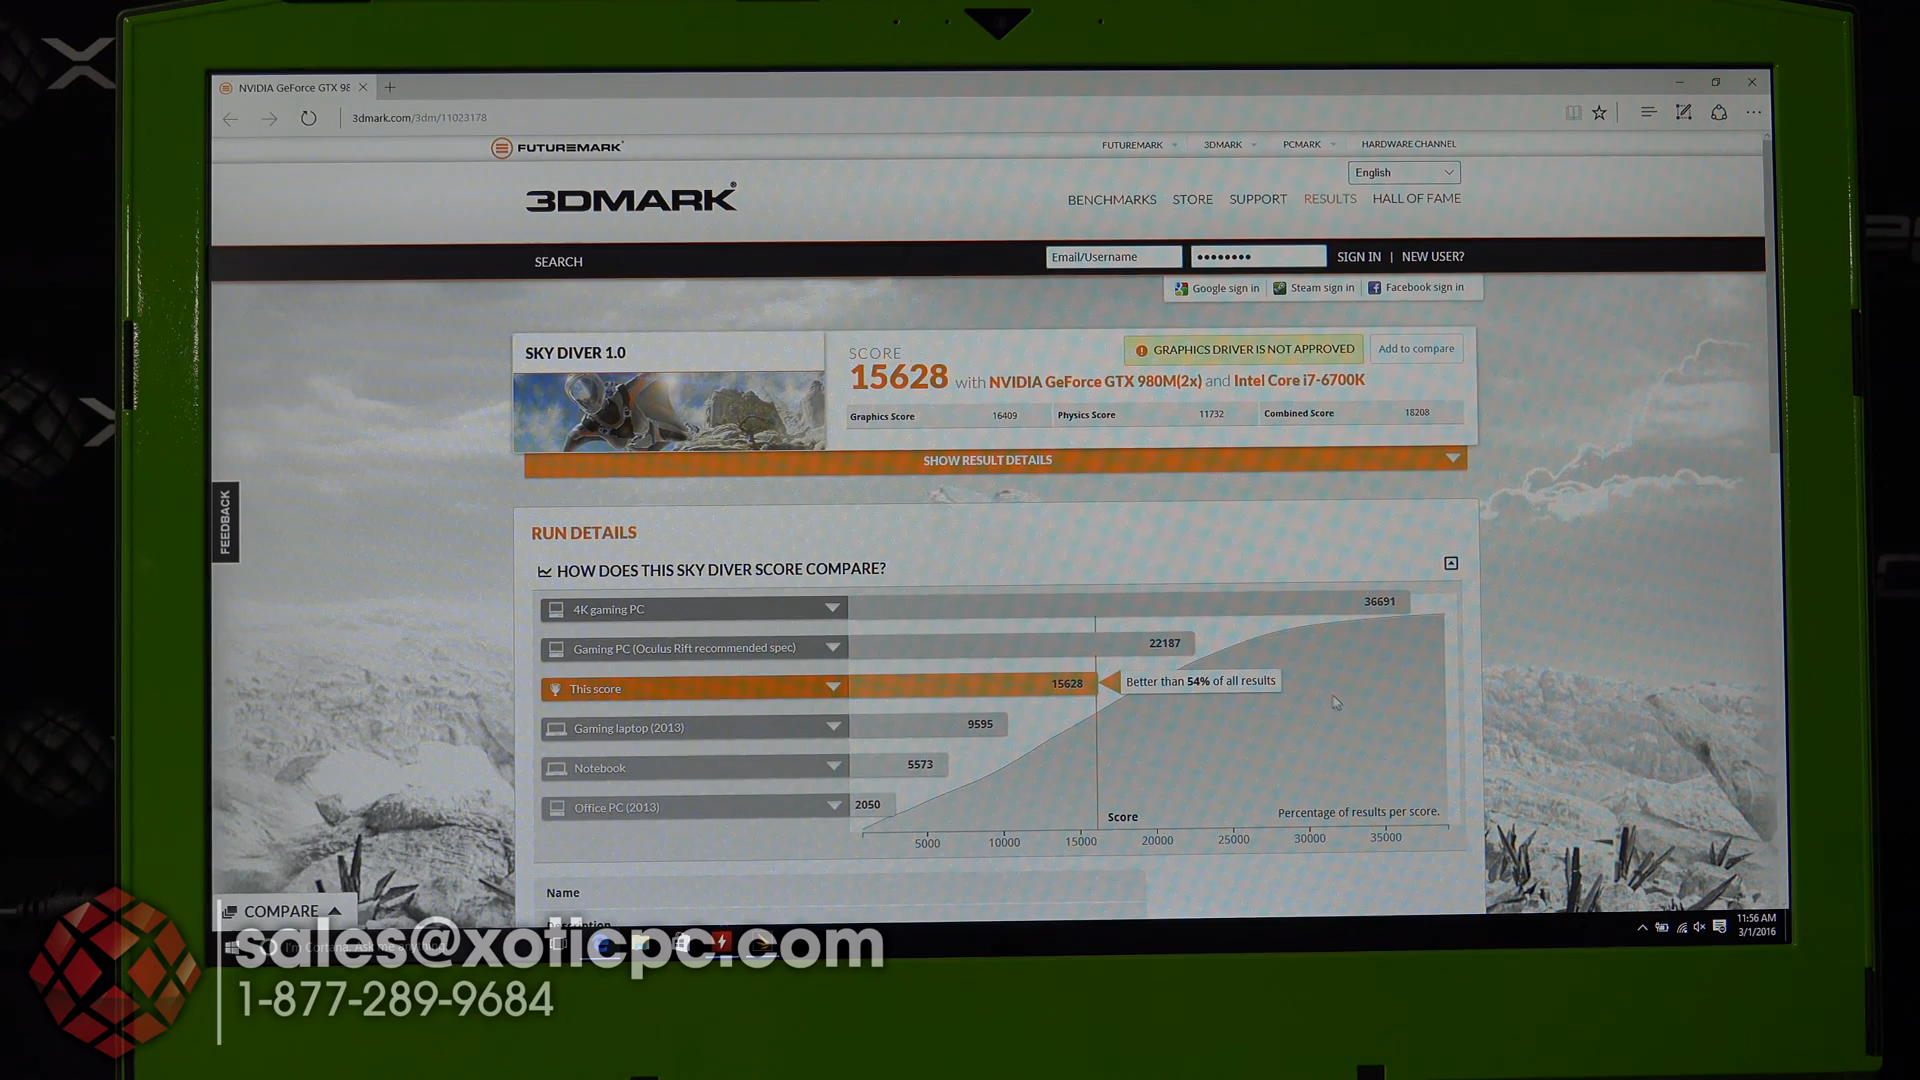 NVIDIA GeForce GTX 98
3dmark.com/3dm/11023178
FUTUREMARK
FUTUREMARK 3DMARK PCMARK HARDWARE CHANNEL
English
3DMARK®
BENCHMARKS STORE SUPPORT RESULTS HALL OF FAME
SEARCH
Email/Username
SIGN IN | NEW USER?
Google sign in Steam sign in Facebook sign in
SKY DIVER 1.0
SCORE
GRAPHICS DRIVER IS NOT APPROVED
Add to compare
15628 with NVIDIA GeForce GTX 980M(2x) and Intel Core i7-6700K
Graphics Score 16409 Physics Score 11732 Combined Score 18208
SHOW RESULT DETAILS
FEEDBACK
RUN DETAILS
HOW DOES THIS SKY DIVER SCORE COMPARE?
4K gaming PC 36691
Gaming PC (Oculus Rift recommended spec) 22187
This score 15628 Better than 54% of all results
Gaming laptop (2013) 9595
Notebook 5573
Office PC (2013) 2050
Score Percentage of results per score.
5000 10000 15000 20000 25000 30000 35000
Name
Description
COMPARE
I'm Cortana. Ask me anything.
11:56 AM
3/1/2016
sales@xoticpc.com
1-877-289-9684